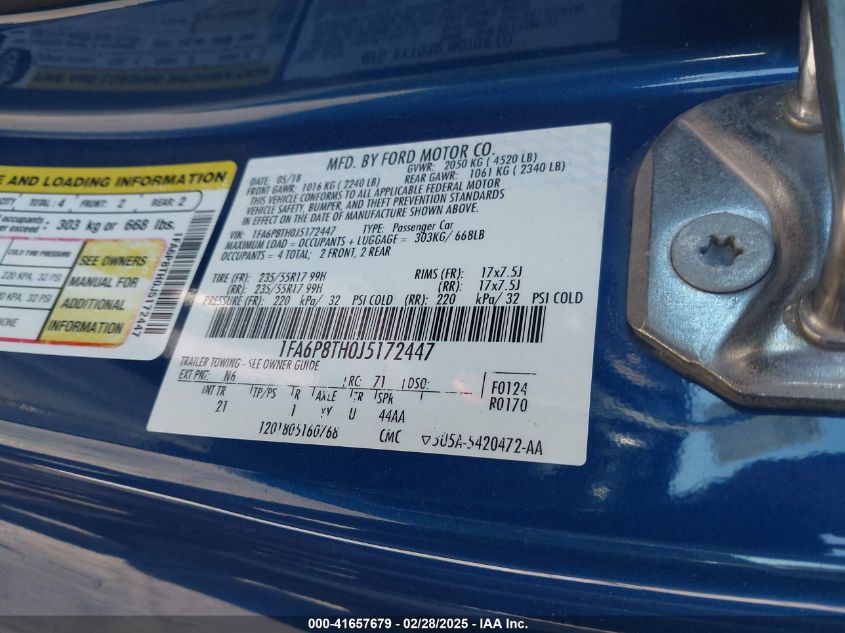 MFD. BY FORD MOTOR CO.
DATE: 05/18
GVWR: 2050 KG ( 4520 LB)
FRONT GAWR: 1016 KG ( 2240 LB)
REAR GAWR: 1061 KG ( 2340 LB)
THIS VEHICLE CONFORMS TO ALL APPLICABLE FEDERAL MOTOR
VEHICLE SAFETY, BUMPER, AND THEFT PREVENTION STANDARDS
IN EFFECT ON THE DATE OF MANUFACTURE SHOWN ABOVE.
VIN: 1FA6P8TH0J5172447 TYPE: Passenger Car
MAXIMUM LOAD = OCCUPANTS + LUGGAGE = 303KG/ 668LB
OCCUPANTS = 4 TOTAL: 2 FRONT, 2 REAR
TIRE (FR): 235/55R17 99H RIMS (FR): 17x7.5J
(RR): 235/55R17 99H (RR): 17x7.5J
PRESSURE (FR): 220 kPa/ 32 PSI COLD (RR): 220 kPa/ 32 PSI COLD
1FA6P8TH0J5172447
TRAILER TOWING - SEE OWNER GUIDE
EXT PNT: N6 RC: 71 DSO: F0124
R0170
INT TR TP/PS R AXLE TR SPR
21 1 U 44AA
CMC
E AND LOADING INFORMATION
CITY TOTAL: 4 FRONT: 2 REAR: 2
occupants
exceed: 303 kg or 668 lbs.
COLD TIRE PRESSURE
220 KPA, 32 PSI
KPA, 32 PSI
NONE
SEE OWNERS
MANUAL FOR
ADDITIONAL
INFORMATION
1FA6P8TH0J5172447
000-41657679 | 02/28/2025 - IAA Inc.